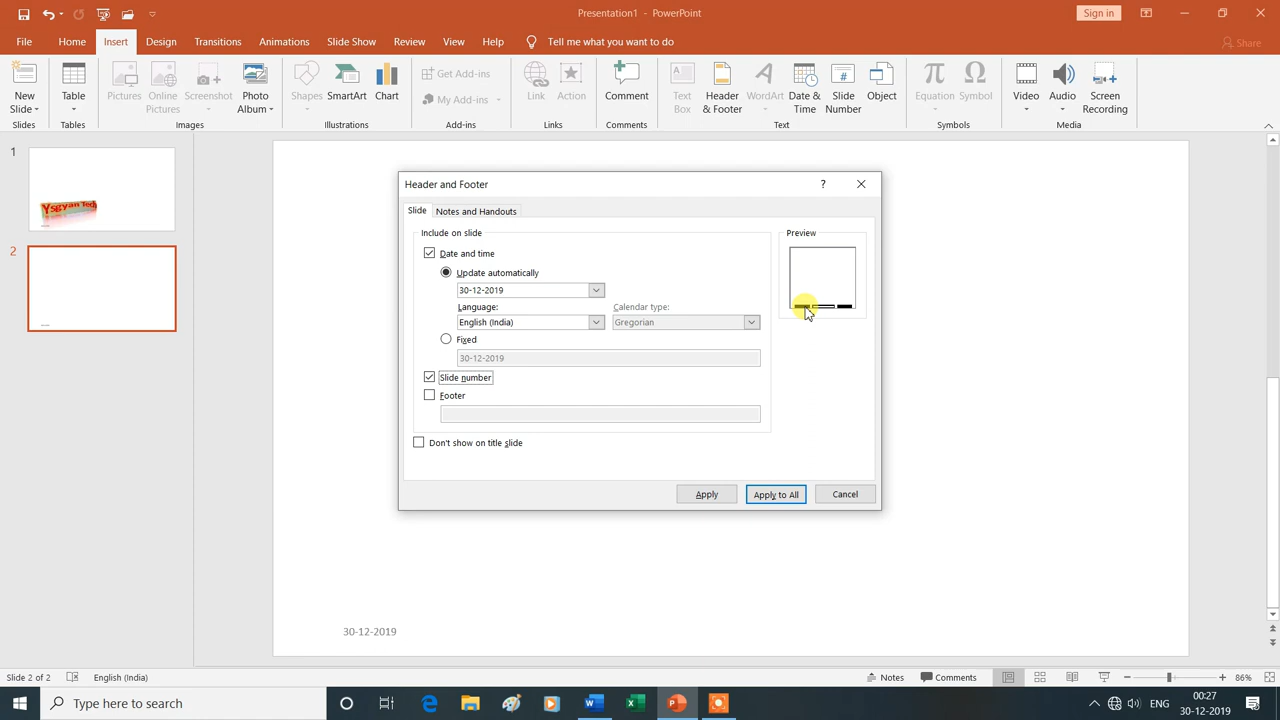 Presentation1 - PowerPoint
Sign in
File Home Insert Design Transitions Animations Slide Show Review View Help Tell me what you want to do Share
New Slide Table Pictures Online Pictures Screenshot Photo Album Shapes SmartArt Chart Get Add-ins My Add-ins Link Action Comment Text Box Header & Footer WordArt Date & Time Slide Number Object Equation Symbol Video Audio Screen Recording
Slides Tables Images Illustrations Add-ins Links Comments Text Symbols Media
1
Ysgyan Tedj
2
Header and Footer
?
Slide Notes and Handouts
Include on slide
Preview
Date and time
Update automatically
30-12-2019
Language: Calendar type:
English (India) Gregorian
Fixed
30-12-2019
Slide number
Footer
Don't show on title slide
Apply Apply to All Cancel
30-12-2019
Slide 2 of 2 English (India) Notes Comments 86%
Type here to search ENG 00:27
30-12-2019